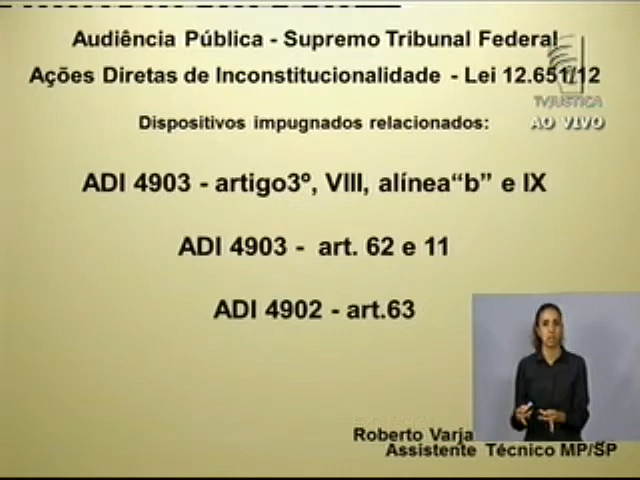 Audiência Pública - Supremo Tribunal Federal
Ações Diretas de Inconstitucionalidade - Lei 12.651/12
TVJUSTIÇA
Dispositivos impugnados relacionados:
AO VIVO
ADI 4903 - artigo3º, VIII, alínea“b” e IX
ADI 4903 - art. 62 e 11
ADI 4902 - art.63
Roberto Varja
Assistente Técnico MP/SP